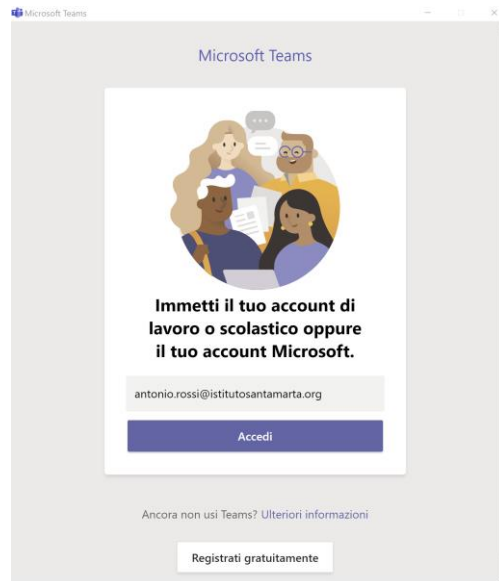 Microsoft Teams
Microsoft Teams
Immetti il tuo account di
lavoro o scolastico oppure
il tuo account Microsoft.
antonio.rossi@istitutosantamarta.org
Accedi
Ancora non usi Teams? Ulteriori informazioni
Registrati gratuitamente